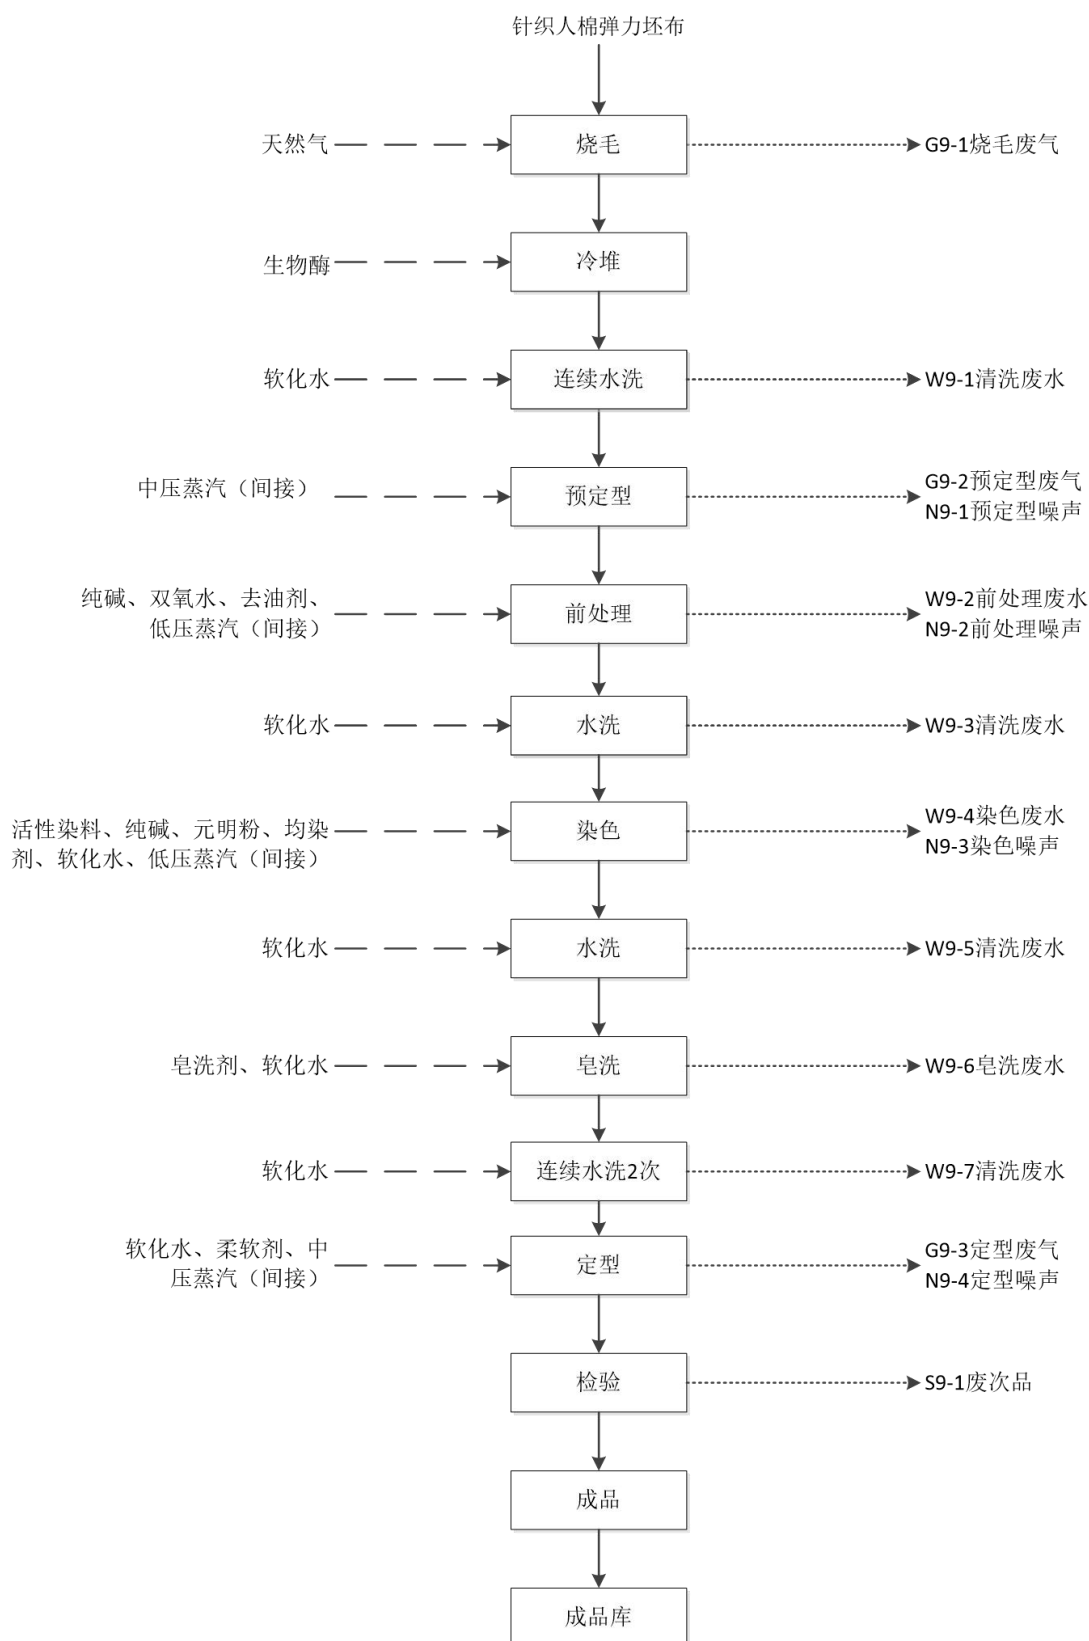 针织人棉弹力坯布
天然气
烧毛
G9-1烧毛废气
生物酶
冷堆
软化水
连续水洗
W9-1清洗废水
中压蒸汽（间接）
预定型
G9-2预定型废气
N9-1预定型噪声
纯碱、双氧水、去油剂、
低压蒸汽（间接）
前处理
W9-2前处理废水
N9-2前处理噪声
软化水
水洗
W9-3清洗废水
活性染料、纯碱、元明粉、均染
剂、软化水、低压蒸汽（间接）
染色
W9-4染色废水
N9-3染色噪声
软化水
水洗
W9-5清洗废水
皂洗剂、软化水
皂洗
W9-6皂洗废水
软化水
连续水洗2次
W9-7清洗废水
软化水、柔软剂、中
压蒸汽（间接）
定型
G9-3定型废气
N9-4定型噪声
检验
S9-1废次品
成品
成品库